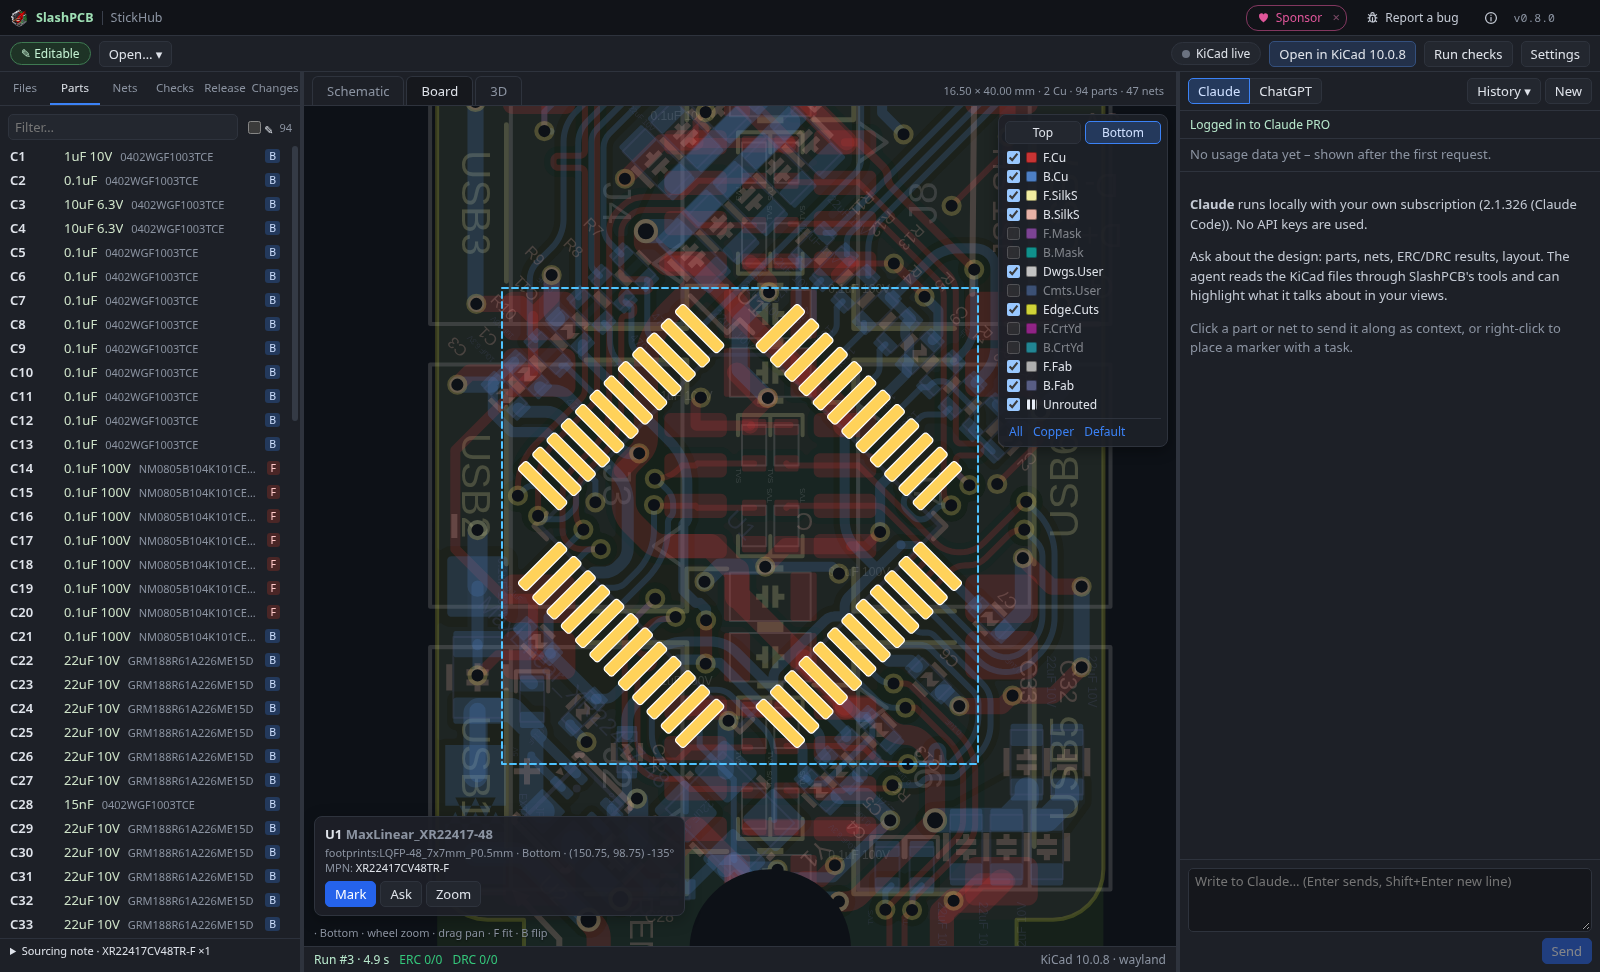 SlashPCB | StickHub
Sponsor ×
Report a bug
v0.8.0
✎ Editable
Open... ▾
KiCad live
Open in KiCad 10.0.8
Run checks
Settings
Files Parts Nets Checks Release Changes
Filter...
✎ 94
C1 1uF 10V 0402WGF1003TCE B
C2 0.1uF 0402WGF1003TCE B
C3 10uF 6.3V 0402WGF1003TCE B
C4 10uF 6.3V 0402WGF1003TCE B
C5 0.1uF 0402WGF1003TCE B
C6 0.1uF 0402WGF1003TCE B
C7 0.1uF 0402WGF1003TCE B
C8 0.1uF 0402WGF1003TCE B
C9 0.1uF 0402WGF1003TCE B
C10 0.1uF 0402WGF1003TCE B
C11 0.1uF 0402WGF1003TCE B
C12 0.1uF 0402WGF1003TCE B
C13 0.1uF 0402WGF1003TCE B
C14 0.1uF 100V NM0805B104K101CE... F
C15 0.1uF 100V NM0805B104K101CE... F
C16 0.1uF 100V NM0805B104K101CE... F
C17 0.1uF 100V NM0805B104K101CE... F
C18 0.1uF 100V NM0805B104K101CE... F
C19 0.1uF 100V NM0805B104K101CE... F
C20 0.1uF 100V NM0805B104K101CE... F
C21 0.1uF 100V NM0805B104K101CE... B
C22 22uF 10V GRM188R61A226ME15D B
C23 22uF 10V GRM188R61A226ME15D B
C24 22uF 10V GRM188R61A226ME15D B
C25 22uF 10V GRM188R61A226ME15D B
C26 22uF 10V GRM188R61A226ME15D B
C27 22uF 10V GRM188R61A226ME15D B
C28 15nF 0402WGF1003TCE B
C29 22uF 10V GRM188R61A226ME15D B
C30 22uF 10V GRM188R61A226ME15D B
C31 22uF 10V GRM188R61A226ME15D B
C32 22uF 10V GRM188R61A226ME15D B
C33 22uF 10V GRM188R61A226ME15D B
▶ Sourcing note · XR22417CV48TR-F ×1
Schematic Board 3D
16.50 × 40.00 mm · 2 Cu · 94 parts · 47 nets
USB3
J4
R7
R8
R9
C3
USB2
USB1
USB5
C33
C32
C28
Top Bottom
F.Cu
B.Cu
F.SilkS
B.SilkS
F.Mask
B.Mask
Dwgs.User
Cmts.User
Edge.Cuts
F.CrtYd
B.CrtYd
F.Fab
B.Fab
Unrouted
All Copper Default
U1 MaxLinear_XR22417-48
footprints:LQFP-48_7x7mm_P0.5mm · Bottom · (150.75, 98.75) -135°
MPN: XR22417CV48TR-F
Mark Ask Zoom
· Bottom · wheel zoom · drag pan · F fit · B flip
Run #3 · 4.9 s ERC 0/0 DRC 0/0
KiCad 10.0.8 · wayland
Claude ChatGPT
History ▾
New
Logged in to Claude PRO
No usage data yet – shown after the first request.
Claude runs locally with your own subscription (2.1.326 (Claude
Code)). No API keys are used.
Ask about the design: parts, nets, ERC/DRC results, layout. The
agent reads the KiCad files through SlashPCB's tools and can
highlight what it talks about in your views.
Click a part or net to send it along as context, or right-click to
place a marker with a task.
Write to Claude... (Enter sends, Shift+Enter new line)
Send